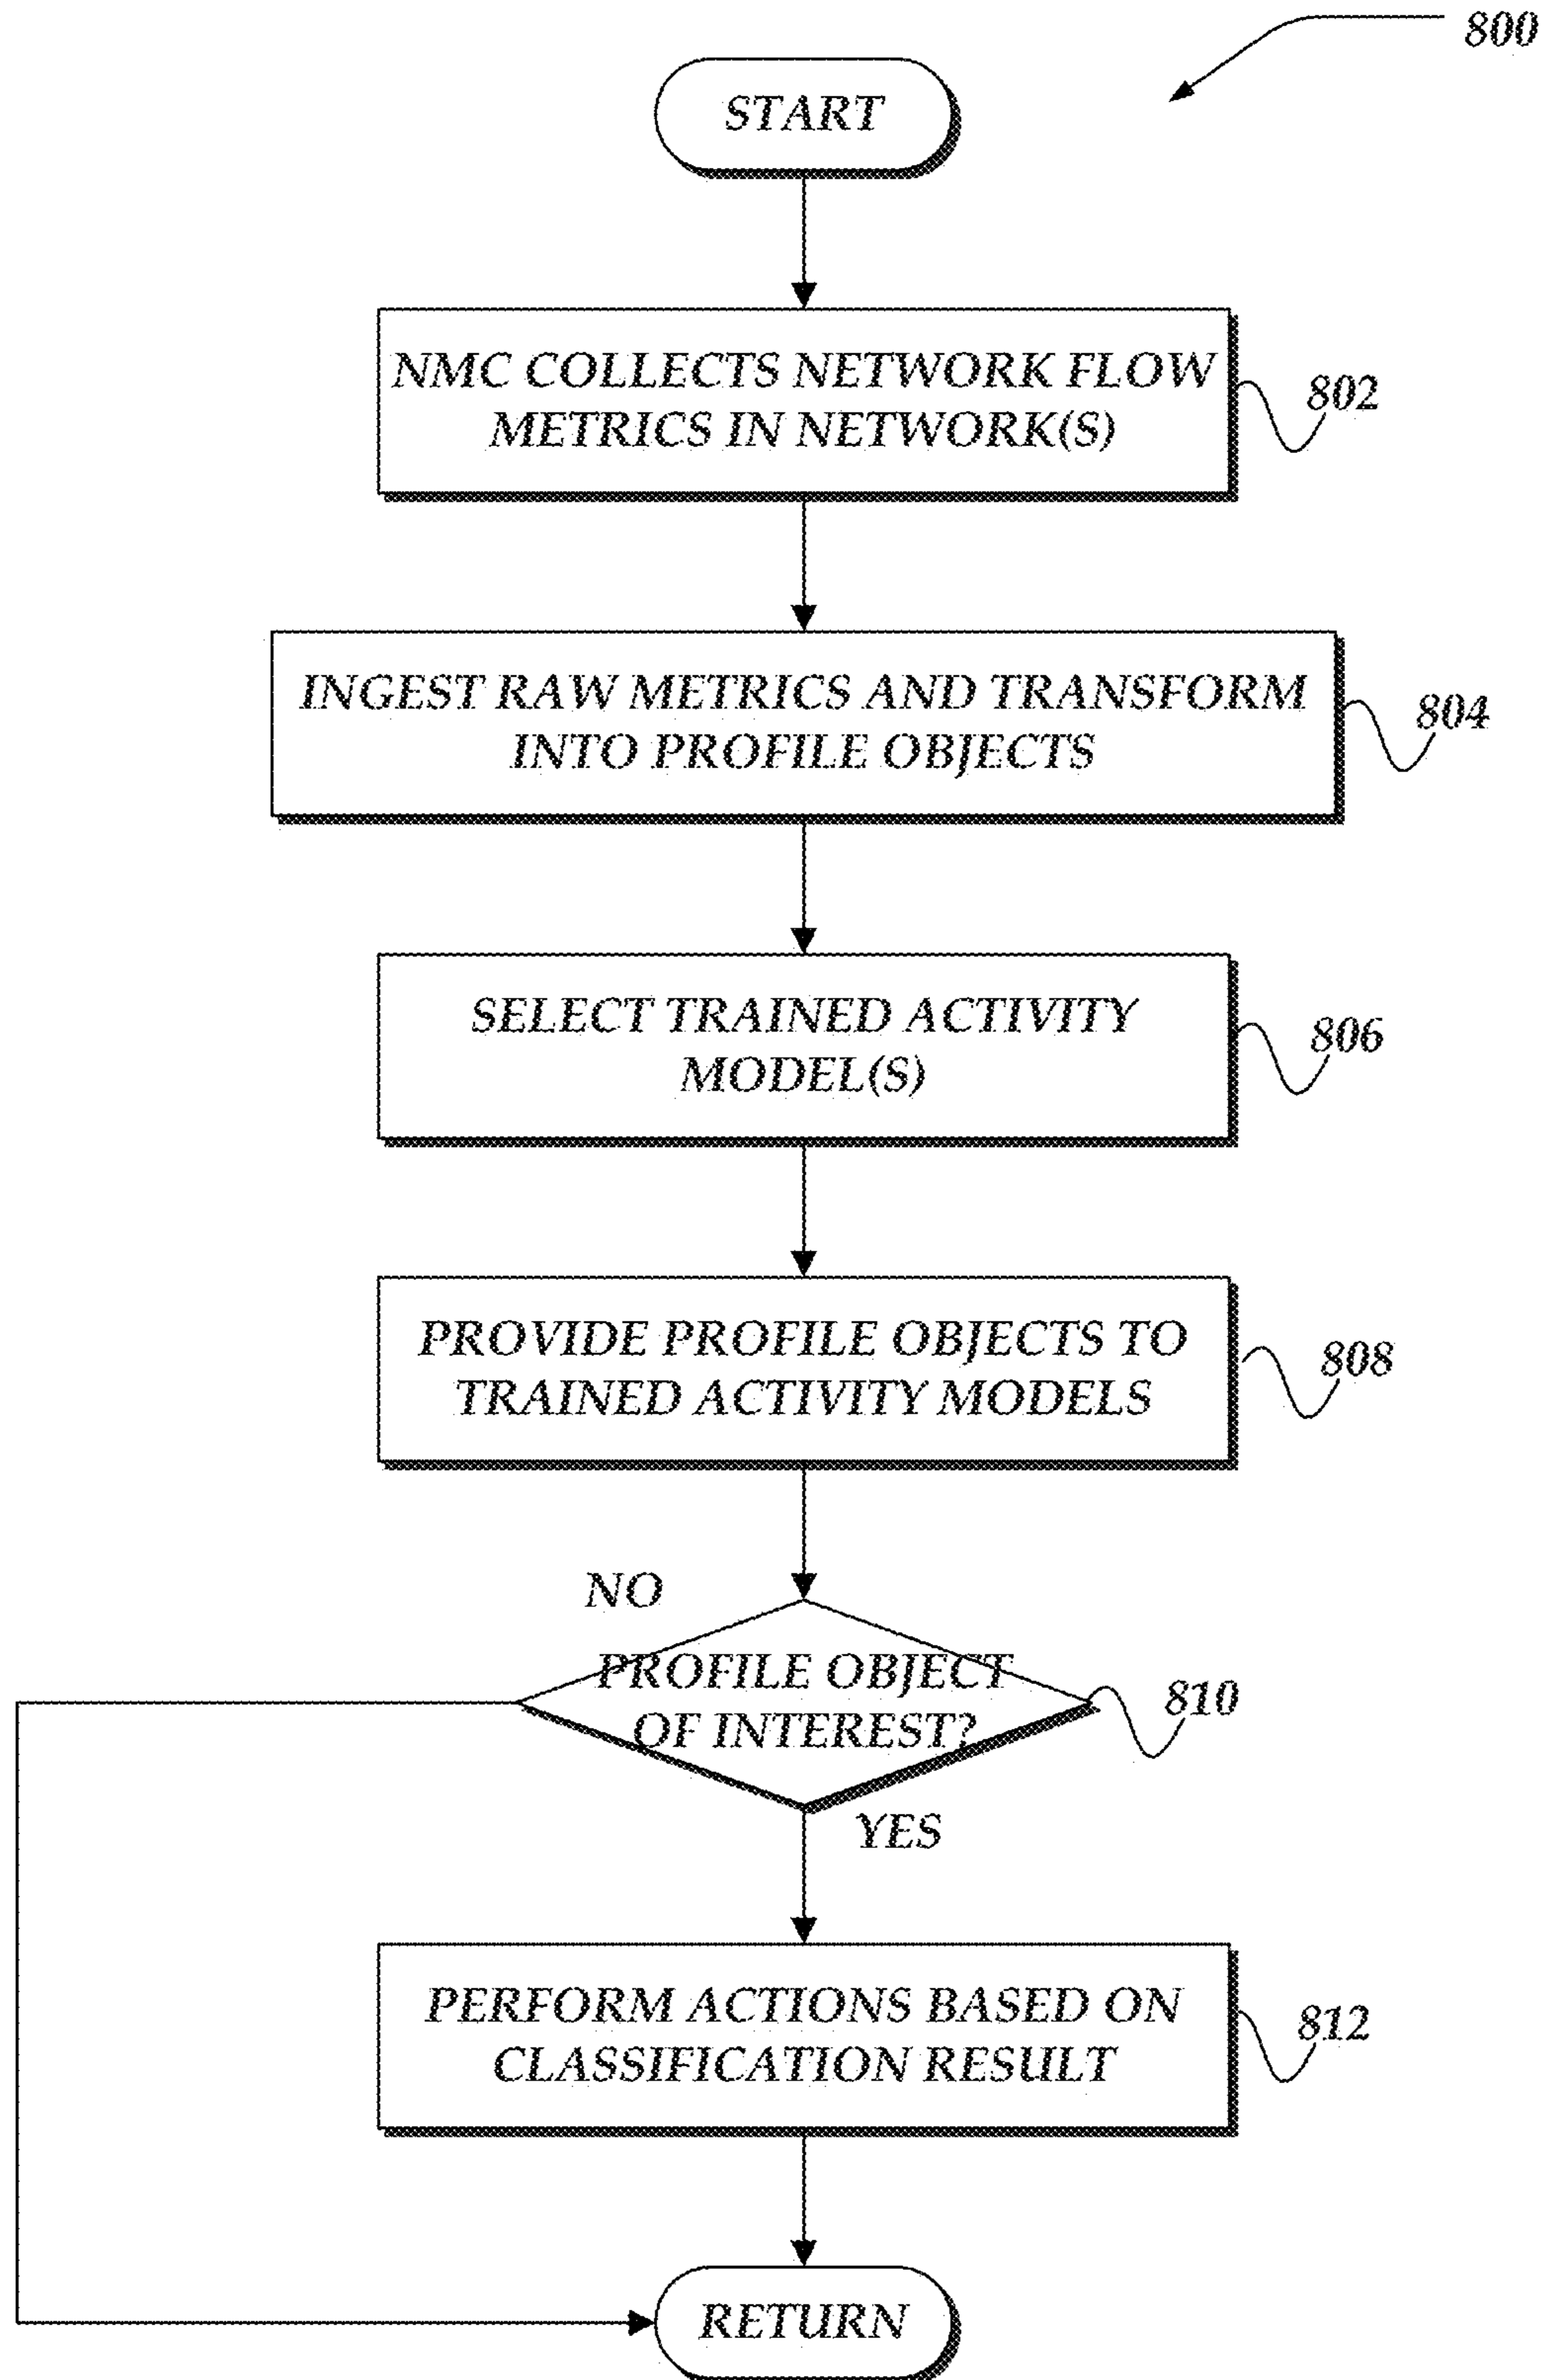 800
START
NMC COLLECTS NETWORK FLOW
METRICS IN NETWORK(S)
802
INGEST RAW METRICS AND TRANSFORM
INTO PROFILE OBJECTS
804
SELECT TRAINED ACTIVITY
MODEL(S)
806
PROVIDE PROFILE OBJECTS TO
TRAINED ACTIVITY MODELS
808
NO
PROFILE OBJECT
OF INTEREST?
810
YES
PERFORM ACTIONS BASED ON
CLASSIFICATION RESULT
812
RETURN